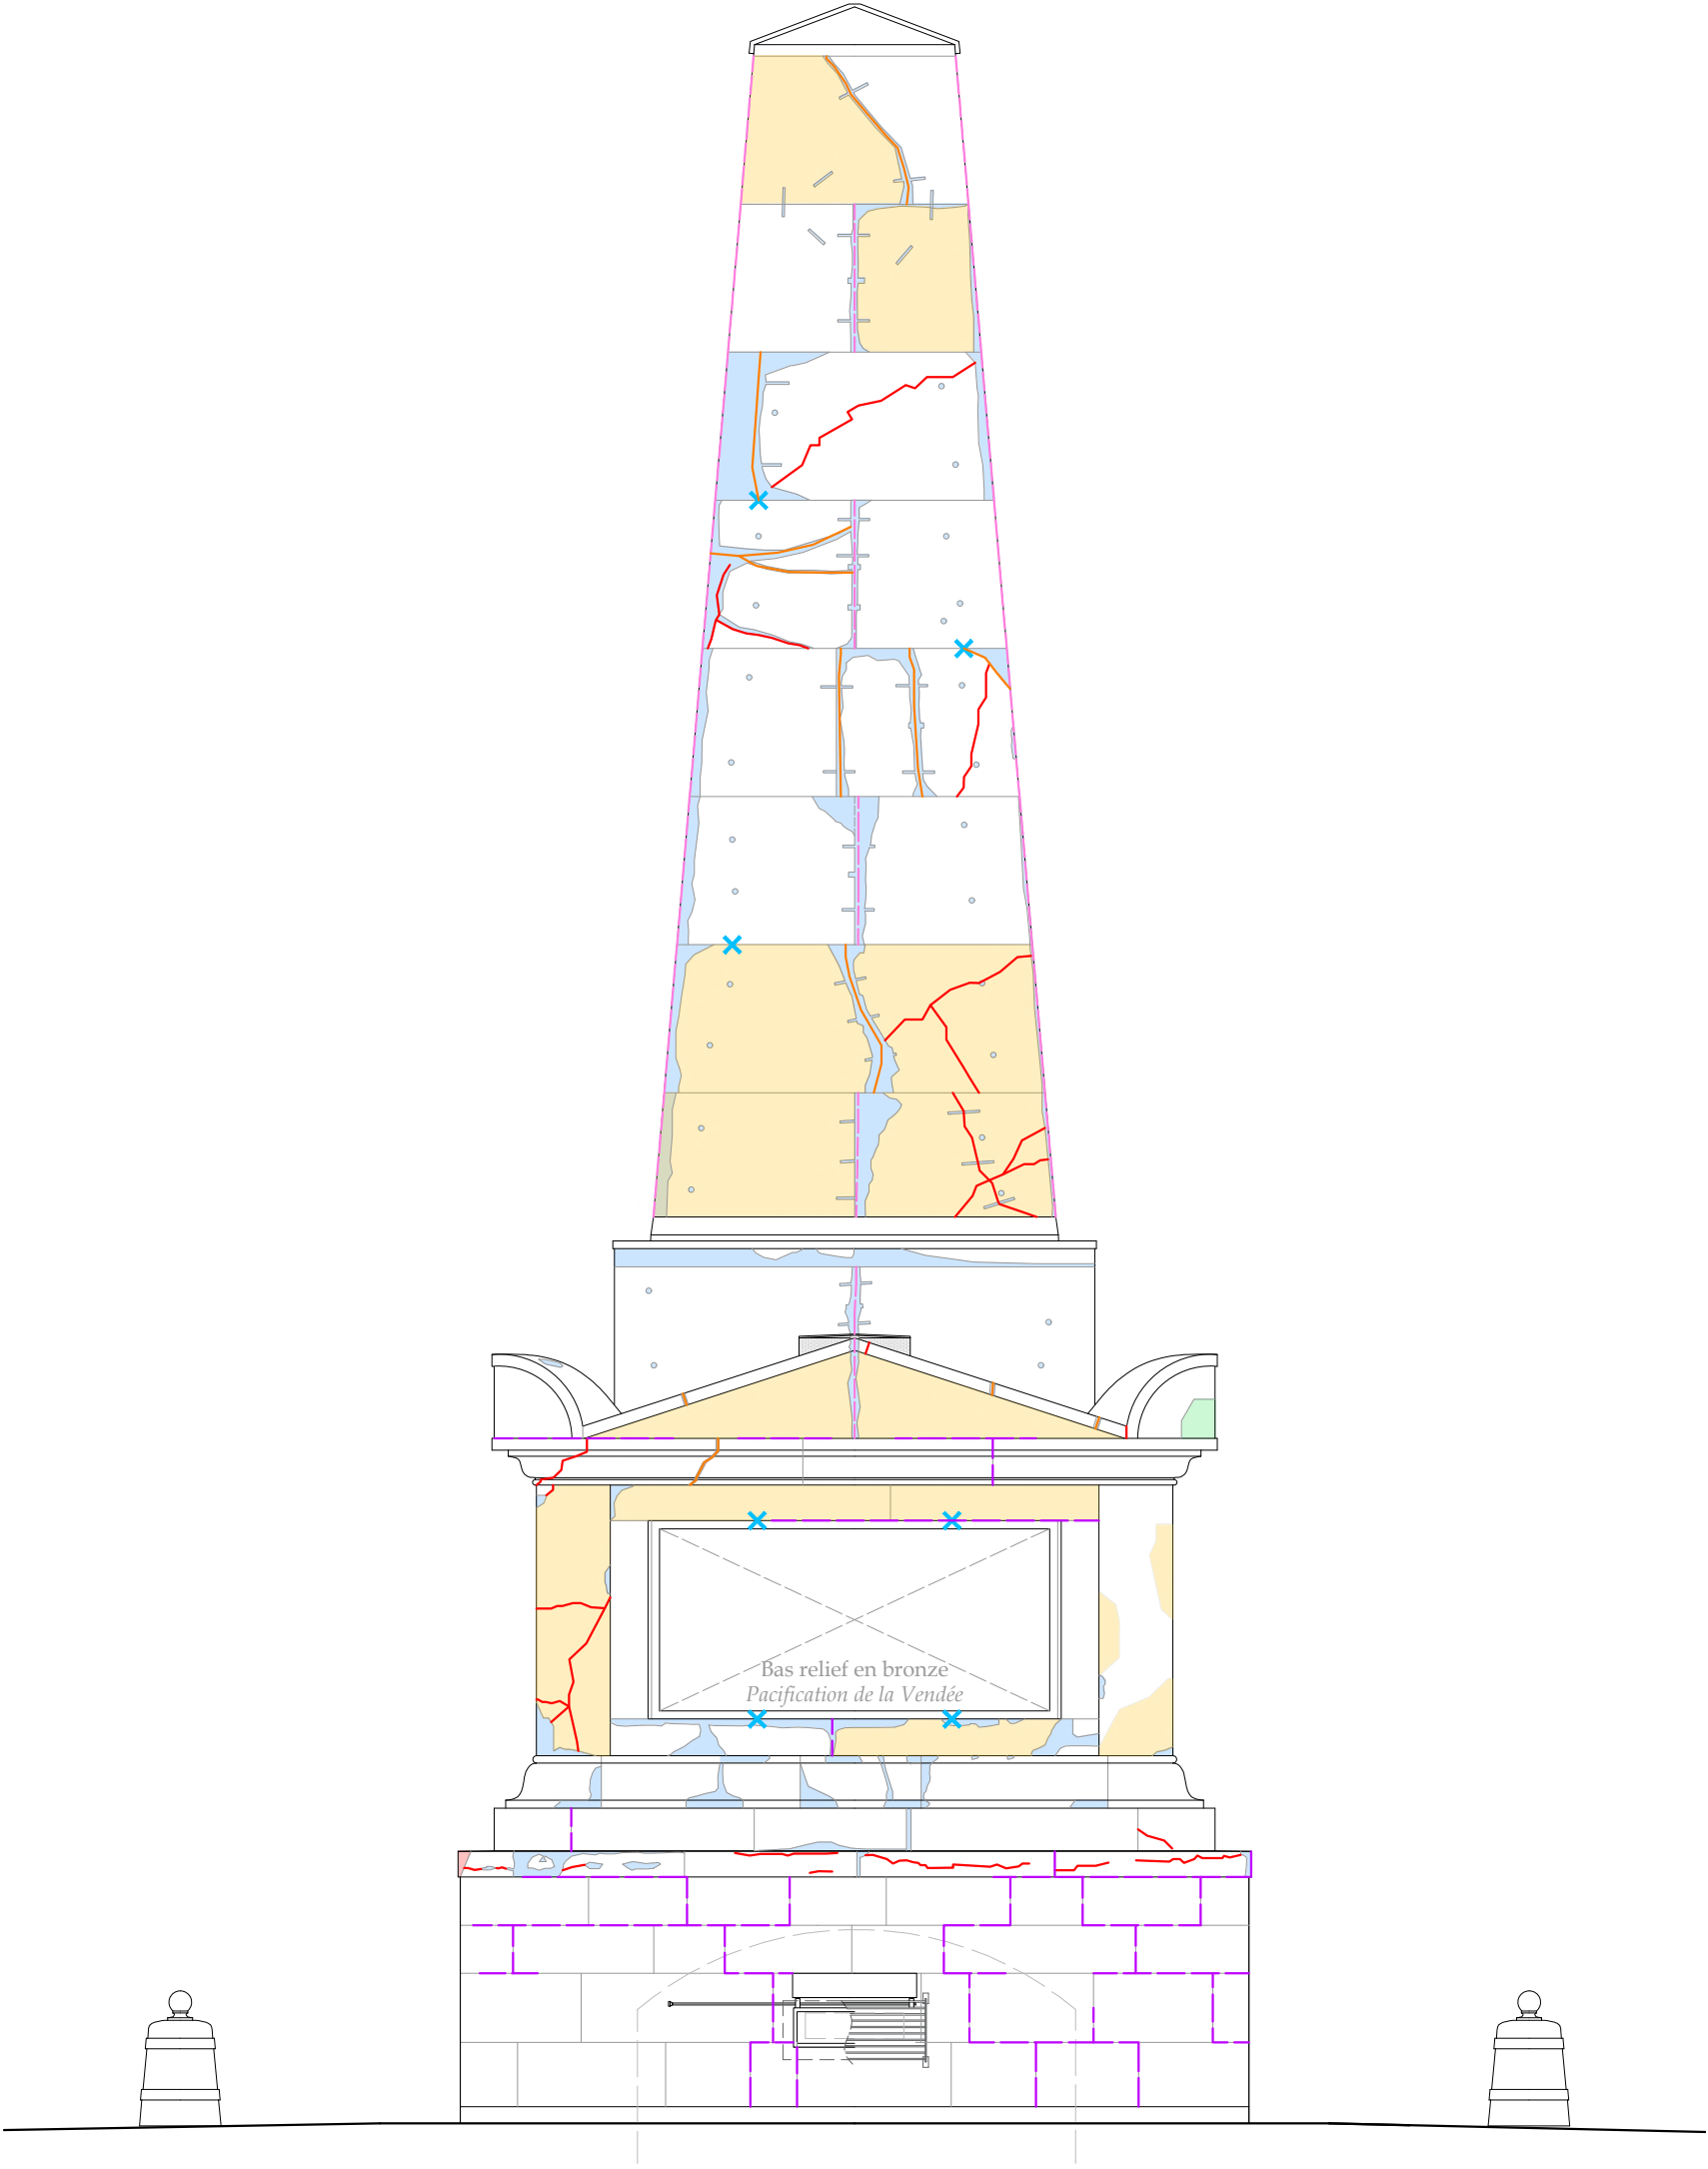 Bas relief en bronze
Pacification de la Vendée